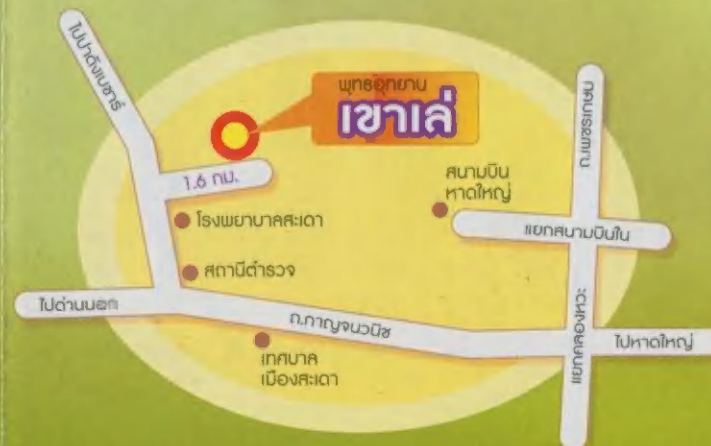 ไปปาดังเบซาร์
พุทธอุทยาน
เขาเล่
1.6 กม.
โรงพยาบาลสะเดา
สถานีตำรวจ
ไปด่านนอก
ถ.กาญจนวนิช
เทศบาล
เมืองสะเดา
สนามบิน
หาดใหญ่
ถ.เพชรเกษม
แยกสนามบินใน
แยกคลองหวะ
ไปหาดใหญ่